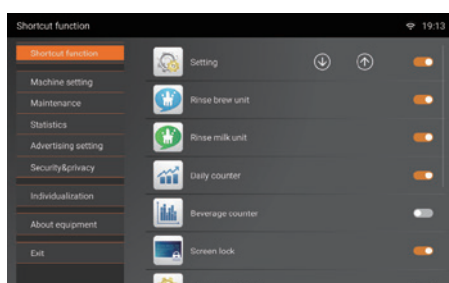 Shortcut function
19:13
Shortcut function
Machine setting
Maintenance
Statistics
Advertising setting
Security&privacy
Individualization
About equipment
Exit
Setting
Rinse brew unit
Rinse milk unit
Daily counter
Beverage counter
Screen lock